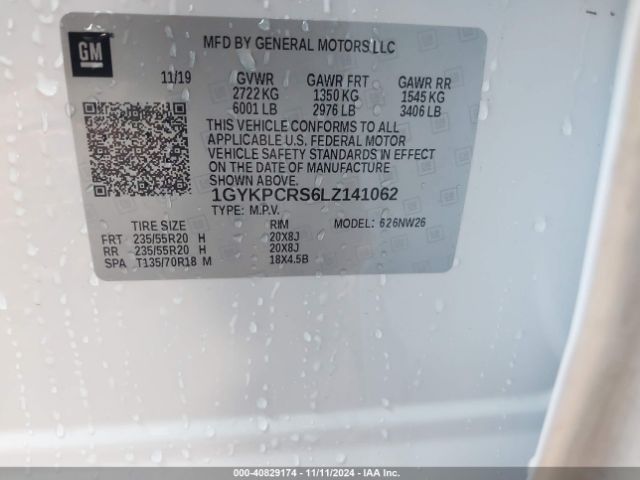 GM
MFD BY GENERAL MOTORS LLC
11/19 GVWR GAWR FRT GAWR RR
2722 KG 1350 KG 1545 KG
6001 LB 2976 LB 3406 LB
THIS VEHICLE CONFORMS TO ALL
APPLICABLE U.S. FEDERAL MOTOR
VEHICLE SAFETY STANDARDS IN EFFECT
ON THE DATE OF MANUFACTURE
SHOWN ABOVE.
1GYKPCRS6LZ141062
TYPE: M.P.V.
TIRE SIZE RIM MODEL: 626NW26
FRT 235/55R20 H 20X8J
RR 235/55R20 H 20X8J
SPA T135/70R18 M 18X4.5B
000-40829174 - 11/11/2024 - IAA Inc.